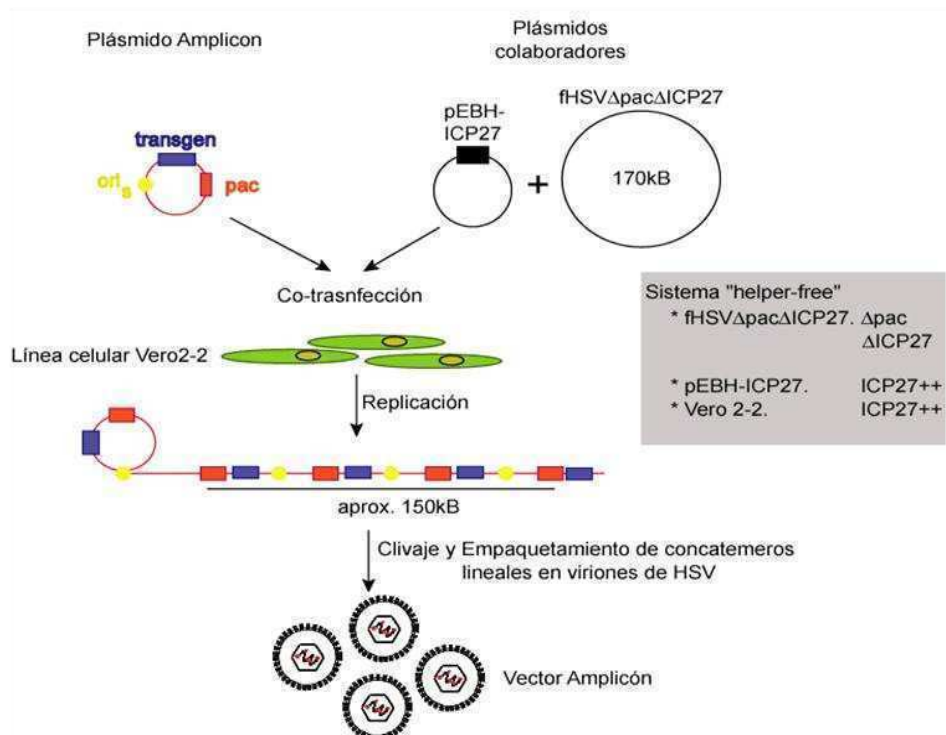 Plásmido Amplicon
Plásmidos
colaboradores
transgen
ori s
pac
pEBH-
ICP27
fHSVΔpacΔICP27
+
170kB
Co-trasnfección
Línea celular Vero2-2
Replicación
Sistema "helper-free"
* fHSVΔpacΔICP27. Δpac
ΔICP27
* pEBH-ICP27. ICP27++
* Vero 2-2. ICP27++
aprox. 150kB
Clivaje y Empaquetamiento de concatemeros
lineales en viriones de HSV
Vector Amplicón